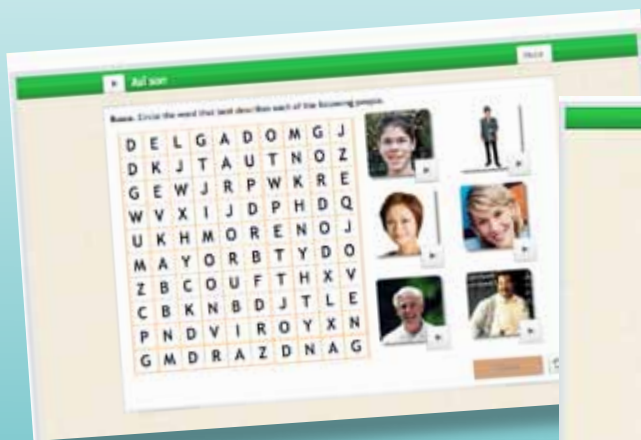 Así son
Busca. Circle the word that best describes each of the following people.
D E L G A D O M G J
D K J T A U T N O Z
G E W J R P W K R E
W V X I J D P H D Q
U K H M O R E N O J
M A Y O R B T Y D O
Z B C O U F T H X V
C B K N B D J T L E
P N D V I R O Y X N
G M D R A Z D N A G